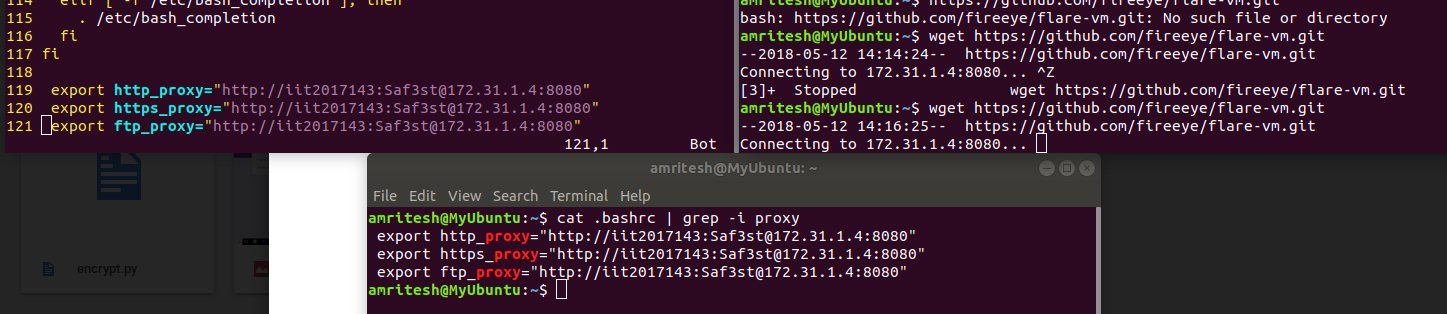 114   elif [ -f /etc/bash_completion ]; then
115     . /etc/bash_completion
116   fi
117 fi
118
119  export http_proxy="http://iit2017143:Saf3st@172.31.1.4:8080"
120  export https_proxy="http://iit2017143:Saf3st@172.31.1.4:8080"
121  export ftp_proxy="http://iit2017143:Saf3st@172.31.1.4:8080"
121,1 Bot
amritesh@MyUbuntu:~$ https://github.com/fireeye/flare-vm.git
bash: https://github.com/fireeye/flare-vm.git: No such file or directory
amritesh@MyUbuntu:~$ wget https://github.com/fireeye/flare-vm.git
--2018-05-12 14:14:24--  https://github.com/fireeye/flare-vm.git
Connecting to 172.31.1.4:8080... ^Z
[3]+  Stopped                 wget https://github.com/fireeye/flare-vm.git
amritesh@MyUbuntu:~$ wget https://github.com/fireeye/flare-vm.git
--2018-05-12 14:16:25--  https://github.com/fireeye/flare-vm.git
Connecting to 172.31.1.4:8080...
encrypt.py
amritesh@MyUbuntu: ~
File Edit View Search Terminal Help
amritesh@MyUbuntu:~$ cat .bashrc | grep -i proxy
 export http_proxy="http://iit2017143:Saf3st@172.31.1.4:8080"
 export https_proxy="http://iit2017143:Saf3st@172.31.1.4:8080"
 export ftp_proxy="http://iit2017143:Saf3st@172.31.1.4:8080"
amritesh@MyUbuntu:~$